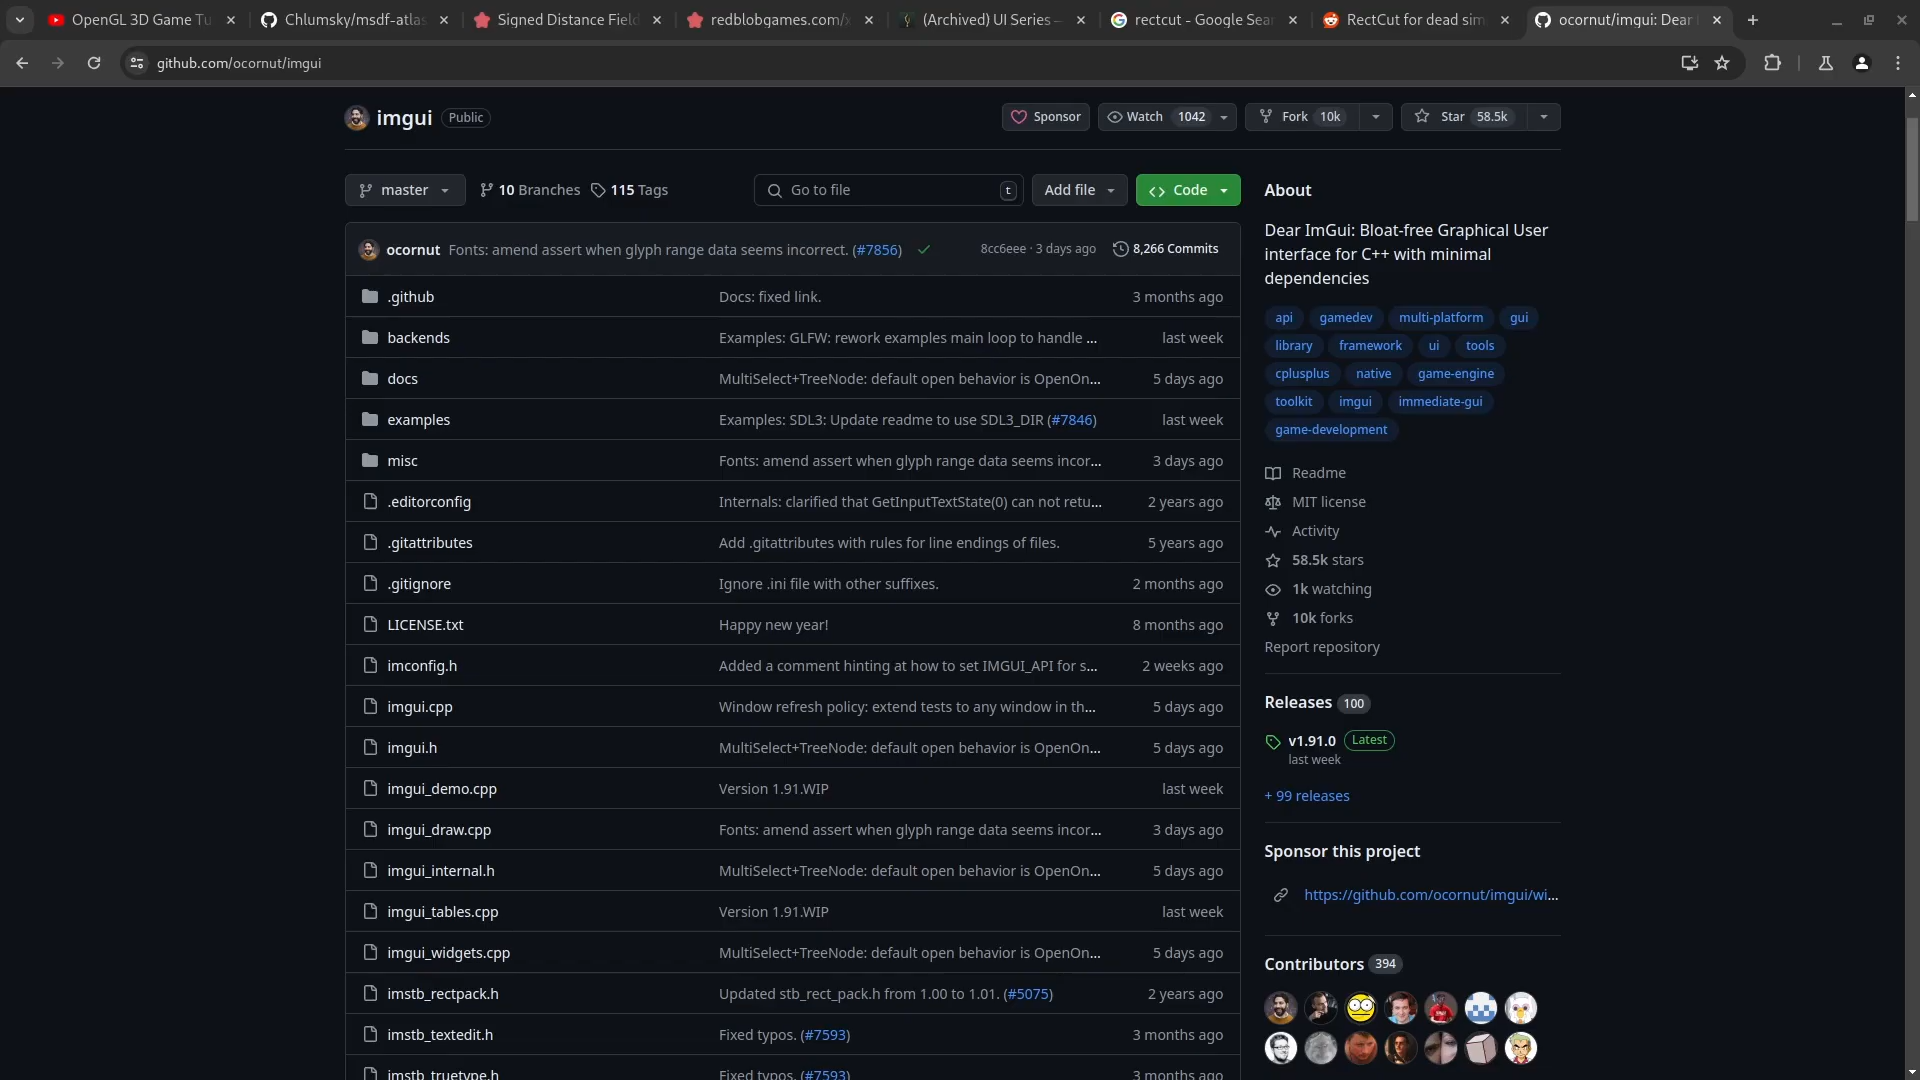 OpenGL 3D Game Tu
Chlumsky/msdf-atlas
Signed Distance Field
redblobgames.com/x
(Archived) UI Series –
rectcut - Google Sear
RectCut for dead sim
ocornut/imgui: Dear
github.com/ocornut/imgui
imgui
Public
Sponsor
Watch 1042
Fork 10k
Star 58.5k
master
10 Branches
115 Tags
Go to file
t
Add file
Code
ocornut Fonts: amend assert when glyph range data seems incorrect. (#7856)
8cc6eee · 3 days ago
8,266 Commits
.github Docs: fixed link. 3 months ago
backends Examples: GLFW: rework examples main loop to handle ... last week
docs MultiSelect+TreeNode: default open behavior is OpenOn... 5 days ago
examples Examples: SDL3: Update readme to use SDL3_DIR (#7846) last week
misc Fonts: amend assert when glyph range data seems incor... 3 days ago
.editorconfig Internals: clarified that GetInputTextState(0) can not retu... 2 years ago
.gitattributes Add .gitattributes with rules for line endings of files. 5 years ago
.gitignore Ignore .ini file with other suffixes. 2 months ago
LICENSE.txt Happy new year! 8 months ago
imconfig.h Added a comment hinting at how to set IMGUI_API for s... 2 weeks ago
imgui.cpp Window refresh policy: extend tests to any window in th... 5 days ago
imgui.h MultiSelect+TreeNode: default open behavior is OpenOn... 5 days ago
imgui_demo.cpp Version 1.91.WIP last week
imgui_draw.cpp Fonts: amend assert when glyph range data seems incor... 3 days ago
imgui_internal.h MultiSelect+TreeNode: default open behavior is OpenOn... 5 days ago
imgui_tables.cpp Version 1.91.WIP last week
imgui_widgets.cpp MultiSelect+TreeNode: default open behavior is OpenOn... 5 days ago
imstb_rectpack.h Updated stb_rect_pack.h from 1.00 to 1.01. (#5075) 2 years ago
imstb_textedit.h Fixed typos. (#7593) 3 months ago
imstb_truetype.h Fixed typos. (#7593) 3 months ago
About
Dear ImGui: Bloat-free Graphical User
interface for C++ with minimal
dependencies
api gamedev multi-platform gui
library framework ui tools
cplusplus native game-engine
toolkit imgui immediate-gui
game-development
Readme
MIT license
Activity
58.5k stars
1k watching
10k forks
Report repository
Releases 100
v1.91.0 Latest
last week
+ 99 releases
Sponsor this project
https://github.com/ocornut/imgui/wi...
Contributors 394